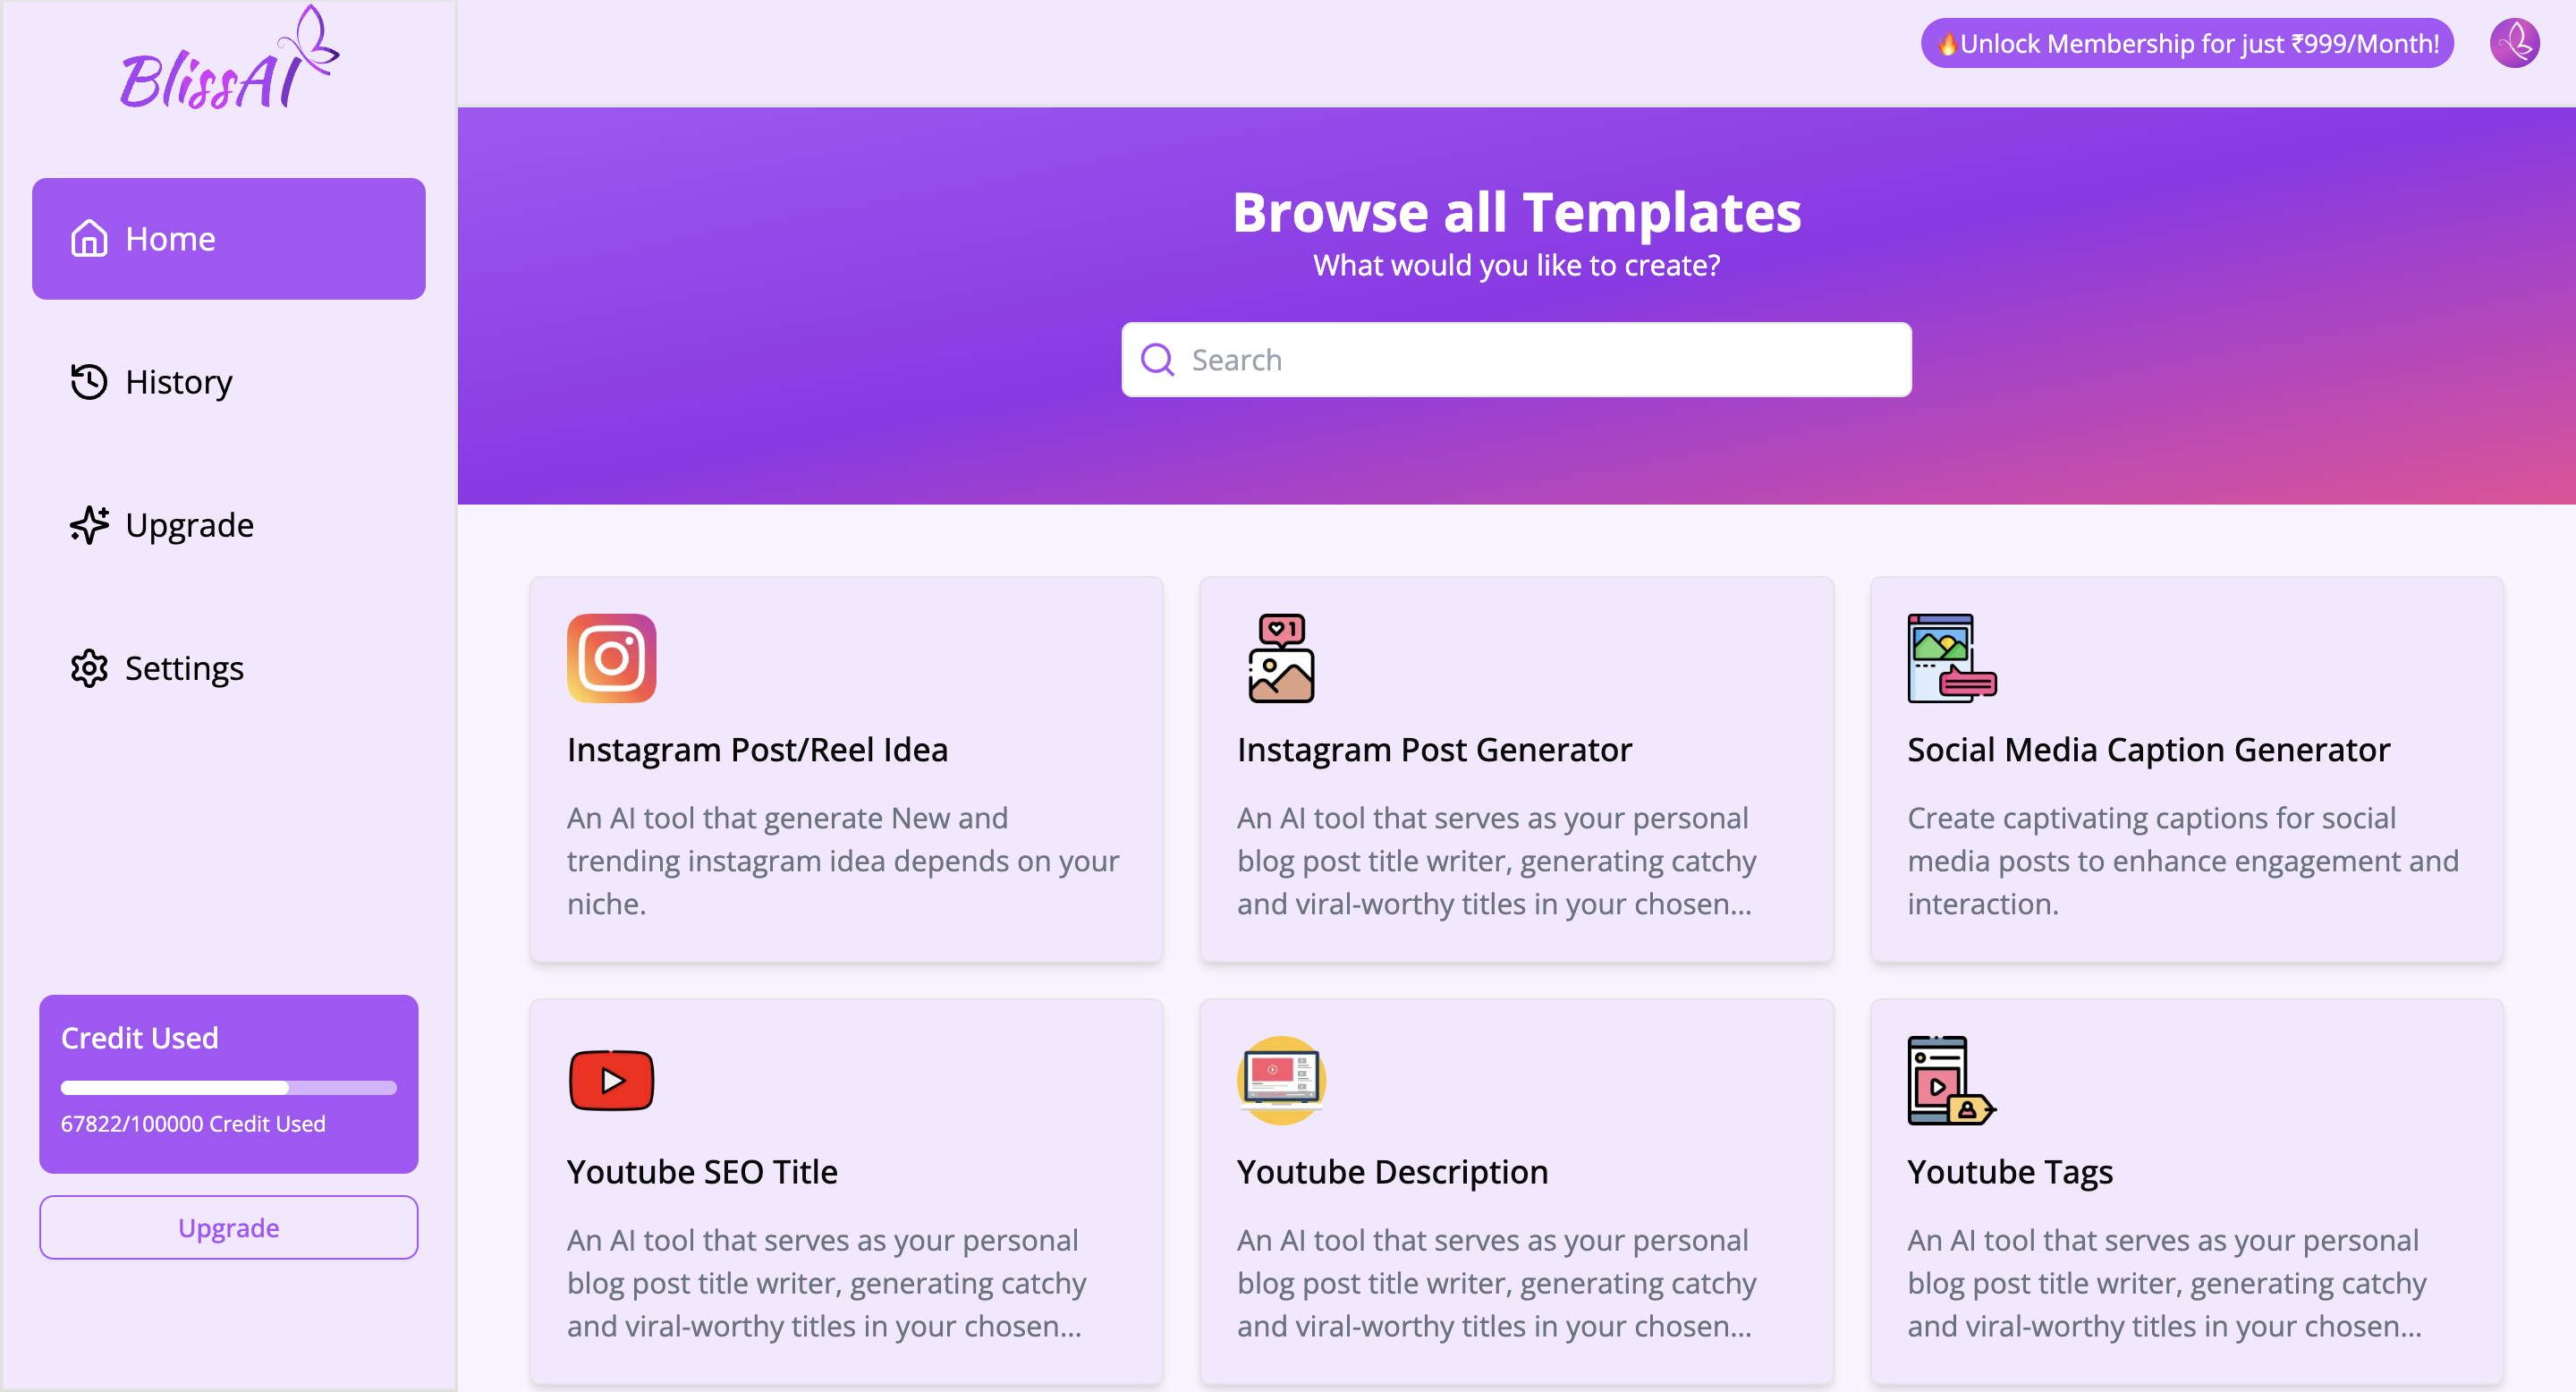 BlissAI
Home
History
Upgrade
Settings
Credit Used
67822/100000 Credit Used
Upgrade
🔥Unlock Membership for just ₹999/Month!
Browse all Templates
What would you like to create?
Search
Instagram Post/Reel Idea
An AI tool that generate New and
trending instagram idea depends on your
niche.
Instagram Post Generator
An AI tool that serves as your personal
blog post title writer, generating catchy
and viral-worthy titles in your chosen...
Social Media Caption Generator
Create captivating captions for social
media posts to enhance engagement and
interaction.
Youtube SEO Title
An AI tool that serves as your personal
blog post title writer, generating catchy
and viral-worthy titles in your chosen...
Youtube Description
An AI tool that serves as your personal
blog post title writer, generating catchy
and viral-worthy titles in your chosen...
Youtube Tags
An AI tool that serves as your personal
blog post title writer, generating catchy
and viral-worthy titles in your chosen...